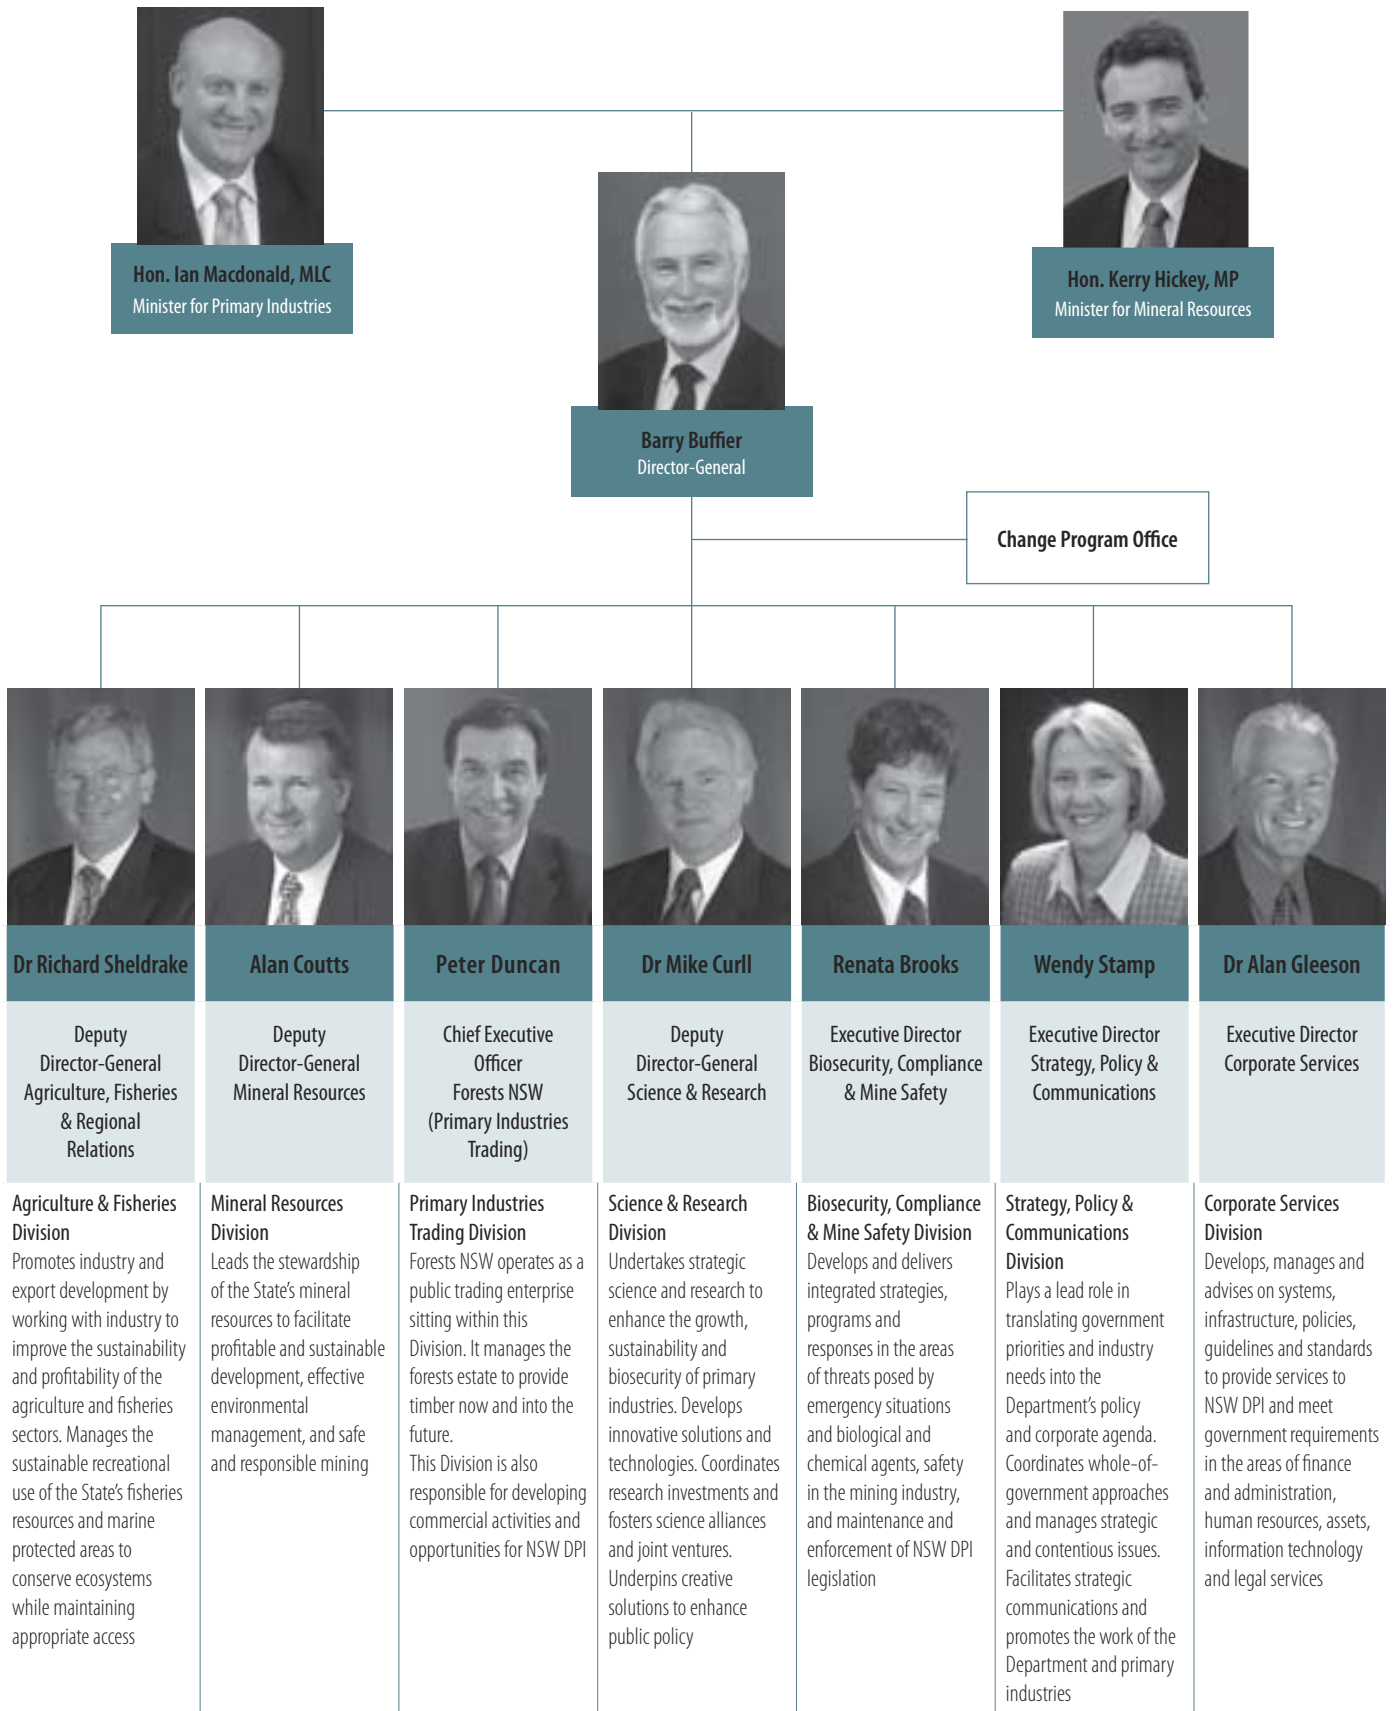 Hon. Ian Macdonald, MLC
Minister for Primary Industries
Hon. Kerry Hickey, MP
Minister for Mineral Resources
Barry Buffier
Director-General
Change Program Office
Dr Richard Sheldrake
Deputy
Director-General
Agriculture, Fisheries
& Regional
Relations
Agriculture & Fisheries
Division
Promotes industry and
export development by
working with industry to
improve the sustainability
and profitability of the
agriculture and fisheries
sectors. Manages the
sustainable recreational
use of the State's fisheries
resources and marine
protected areas to
conserve ecosystems
while maintaining
appropriate access
Alan Coutts
Deputy
Director-General
Mineral Resources
Mineral Resources
Division
Leads the stewardship
of the State's mineral
resources to facilitate
profitable and sustainable
development, effective
environmental
management, and safe
and responsible mining
Peter Duncan
Chief Executive
Officer
Forests NSW
(Primary Industries
Trading)
Primary Industries
Trading Division
Forests NSW operates as a
public trading enterprise
sitting within this
Division. It manages the
forests estate to provide
timber now and into the
future.
This Division is also
responsible for developing
commercial activities and
opportunities for NSW DPI
Dr Mike Curll
Deputy
Director-General
Science & Research
Science & Research
Division
Undertakes strategic
science and research to
enhance the growth,
sustainability and
biosecurity of primary
industries. Develops
innovative solutions and
technologies. Coordinates
research investments and
fosters science alliances
and joint ventures.
Underpins creative
solutions to enhance
public policy
Renata Brooks
Executive Director
Biosecurity, Compliance
& Mine Safety
Biosecurity, Compliance
& Mine Safety Division
Develops and delivers
integrated strategies,
programs and
responses in the areas
of threats posed by
emergency situations
and biological and
chemical agents, safety
in the mining industry,
and maintenance and
enforcement of NSW DPI
legislation
Wendy Stamp
Executive Director
Strategy, Policy &
Communications
Strategy, Policy &
Communications
Division
Plays a lead role in
translating government
priorities and industry
needs into the
Department's policy
and corporate agenda.
Coordinates whole-of-
government approaches
and manages strategic
and contentious issues.
Facilitates strategic
communications and
promotes the work of the
Department and primary
industries
Dr Alan Gleeson
Executive Director
Corporate Services
Corporate Services
Division
Develops, manages and
advises on systems,
infrastructure, policies,
guidelines and standards
to provide services to
NSW DPI and meet
government requirements
in the areas of finance
and administration,
human resources, assets,
information technology
and legal services